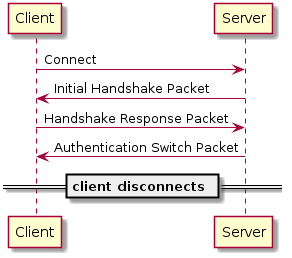 Client Server
Connect
Initial Handshake Packet
Handshake Response Packet
Authentication Switch Packet
client disconnects
Client Server